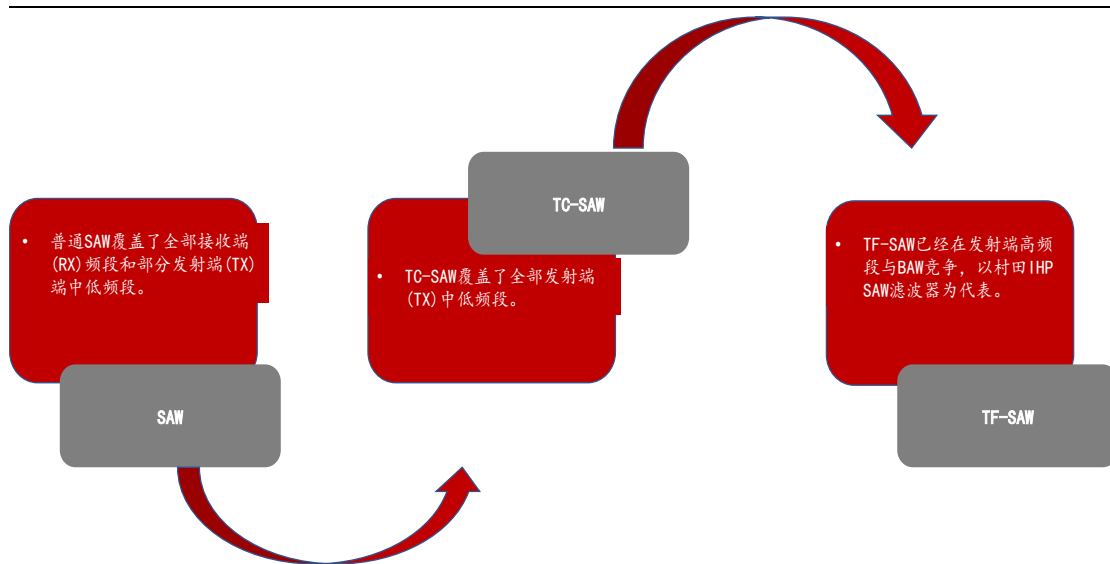 • 普通SAW覆盖了全部接收端
(RX)频段和部分发射端(TX)
端中低频段。
SAW
TC-SAW
• TC-SAW覆盖了全部发射端
(TX)中低频段。
• TF-SAW已经在发射端高频
段与BAW竞争，以村田IHP
SAW滤波器为代表。
TF-SAW